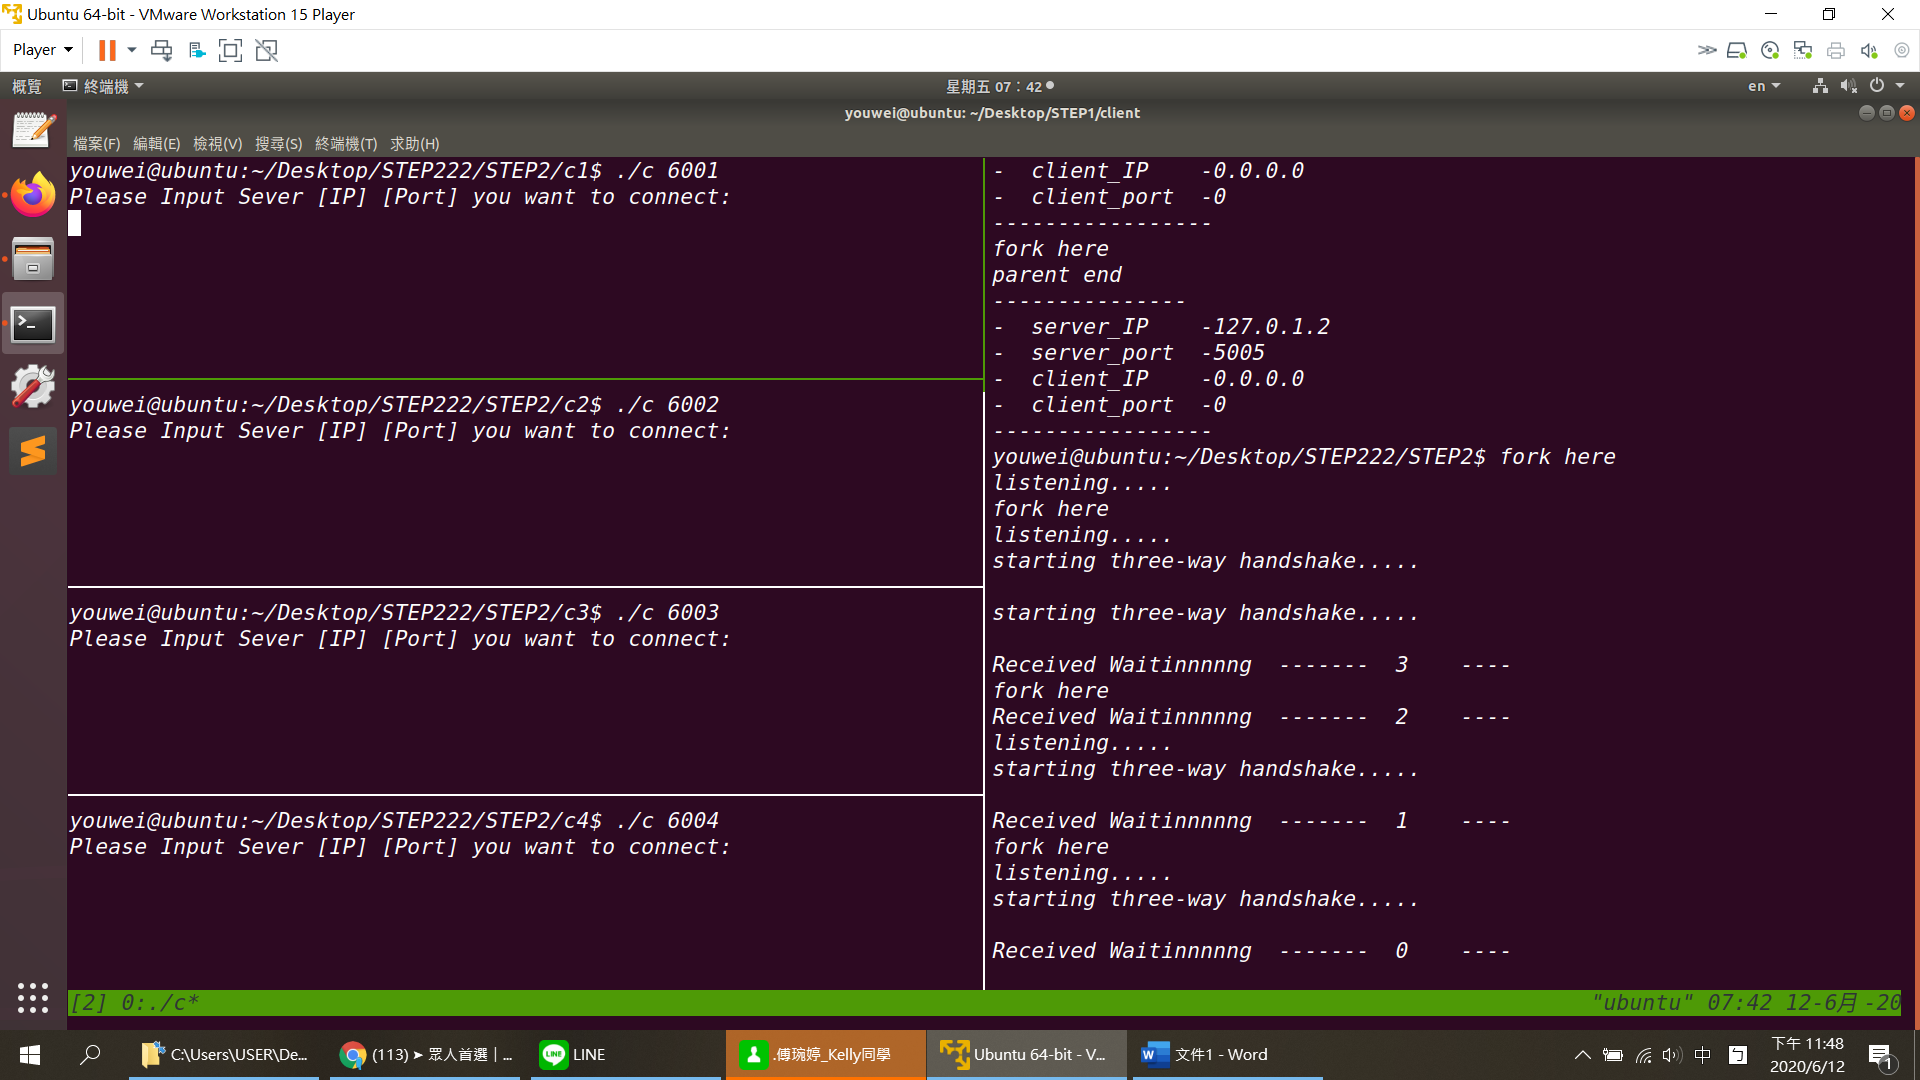 Ubuntu 64-bit - VMware Workstation 15 Player
Player
概覽 終端機 星期五 07：42 en
youwei@ubuntu: ~/Desktop/STEP1/client
檔案(F) 編輯(E) 檢視(V) 搜尋(S) 終端機(T) 求助(H)
youwei@ubuntu:~/Desktop/STEP222/STEP2/c1$ ./c 6001
Please Input Sever [IP] [Port] you want to connect:
youwei@ubuntu:~/Desktop/STEP222/STEP2/c2$ ./c 6002
Please Input Sever [IP] [Port] you want to connect:
youwei@ubuntu:~/Desktop/STEP222/STEP2/c3$ ./c 6003
Please Input Sever [IP] [Port] you want to connect:
youwei@ubuntu:~/Desktop/STEP222/STEP2/c4$ ./c 6004
Please Input Sever [IP] [Port] you want to connect:
- client_IP -0.0.0.0
- client_port -0
-----------------
fork here
parent end
---------------
- server_IP -127.0.1.2
- server_port -5005
- client_IP -0.0.0.0
- client_port -0
-----------------
youwei@ubuntu:~/Desktop/STEP222/STEP2$ fork here
listening.....
fork here
listening.....
starting three-way handshake.....
starting three-way handshake.....
Received Waitinnnnng ------- 3 ----
fork here
Received Waitinnnnng ------- 2 ----
listening.....
starting three-way handshake.....
Received Waitinnnnng ------- 1 ----
fork here
listening.....
starting three-way handshake.....
Received Waitinnnnng ------- 0 ----
[2] 0:./c* "ubuntu" 07:42 12-6月 -20
C:\Users\USER\De... (113) ➤ 眾人首選 | ... LINE .傅琬婷_Kelly同學 Ubuntu 64-bit - V... 文件1 - Word 中 ㄅ 下午 11:48
2020/6/12
1